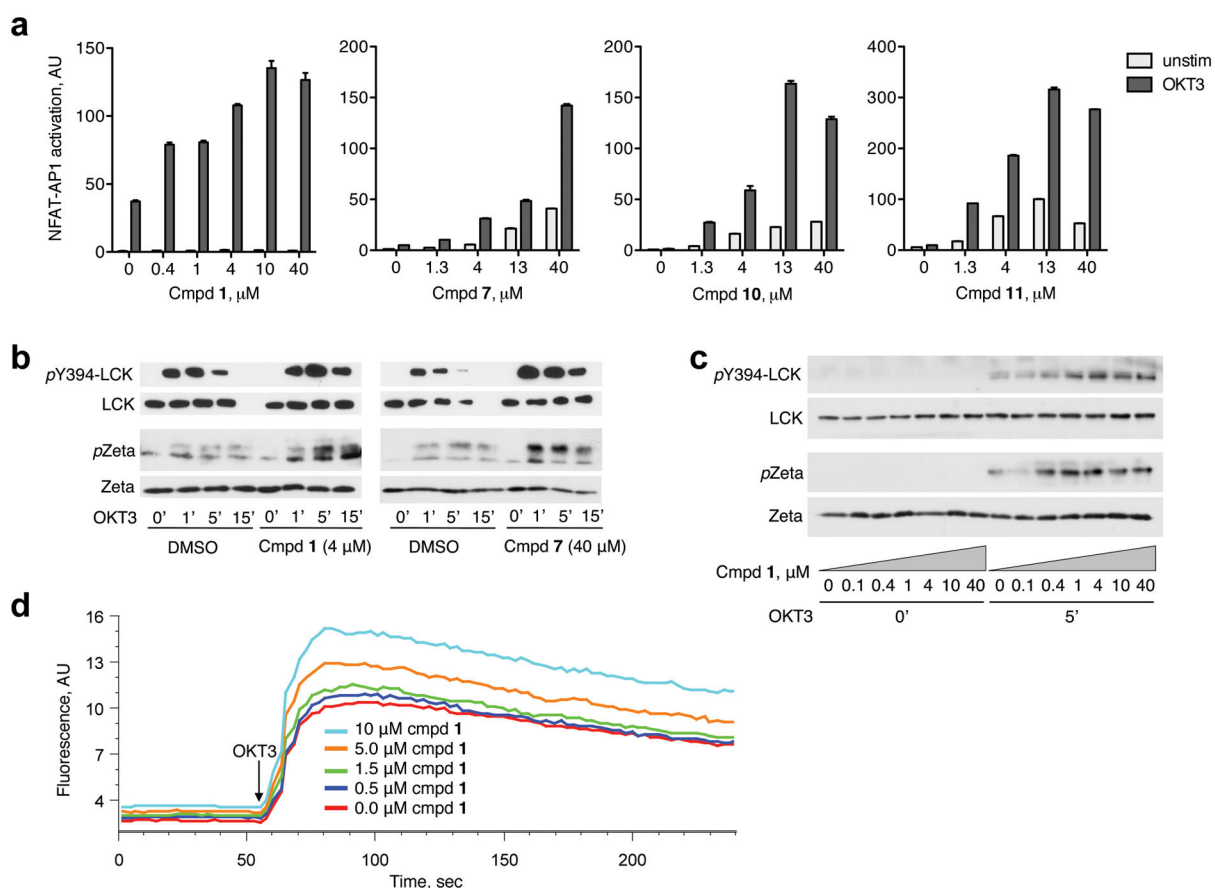 a
NFAT-AP1 activation, AU
150
100
50
0
0 0.4 1 4 10 40
Cmpd 1, μM
200
150
100
50
0
0 1.3 4 13 40
Cmpd 7, μM
200
150
100
50
0
0 1.3 4 13 40
Cmpd 10, μM
400
300
200
100
0
0 1.3 4 13 40
Cmpd 11, μM
unstim
OKT3
b
pY394-LCK
LCK
pZeta
Zeta
OKT3 0' 1' 5' 15' 0' 1' 5' 15' 0' 1' 5' 15' 0' 1' 5' 15'
DMSO Cmpd 1 (4 μM) DMSO Cmpd 7 (40 μM)
c
pY394-LCK
LCK
pZeta
Zeta
Cmpd 1, μM 0 0.1 0.4 1 4 10 40 0 0.1 0.4 1 4 10 40
OKT3 0' 5'
d
Fluorescence, AU
16
13
10
7
4
OKT3
10 μM cmpd 1
5.0 μM cmpd 1
1.5 μM cmpd 1
0.5 μM cmpd 1
0.0 μM cmpd 1
0 50 100 150 200
Time, sec